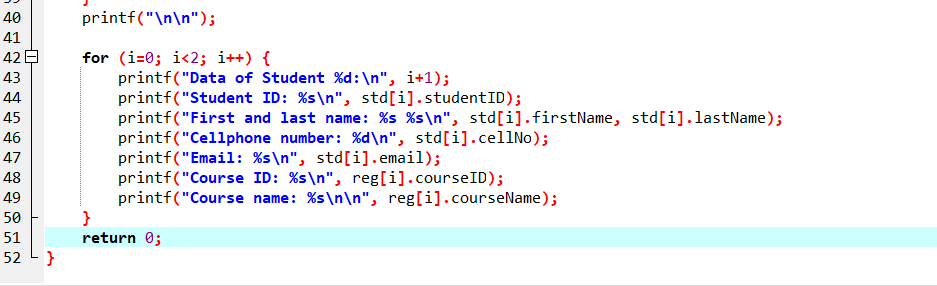 39 }
40 printf("\n\n");
41
42 for (i=0; i<2; i++) {
43 printf("Data of Student %d:\n", i+1);
44 printf("Student ID: %s\n", std[i].studentID);
45 printf("First and last name: %s %s\n", std[i].firstName, std[i].lastName);
46 printf("Cellphone number: %d\n", std[i].cellNo);
47 printf("Email: %s\n", std[i].email);
48 printf("Course ID: %s\n", reg[i].courseID);
49 printf("Course name: %s\n\n", reg[i].courseName);
50 }
51 return 0;
52 }